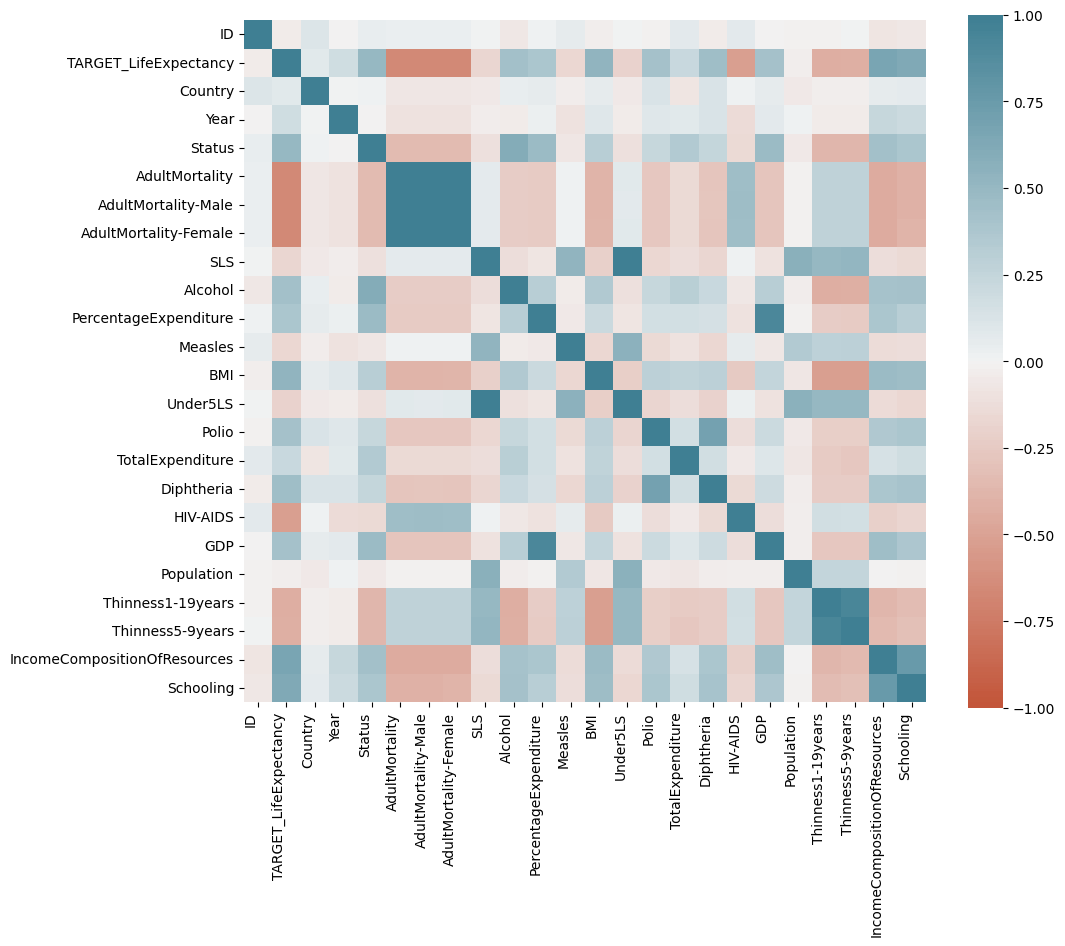 ID
TARGET_LifeExpectancy
Country
Year
Status
AdultMortality
AdultMortality-Male
AdultMortality-Female
SLS
Alcohol
PercentageExpenditure
Measles
BMI
Under5LS
Polio
TotalExpenditure
Diphtheria
HIV-AIDS
GDP
Population
Thinness1-19years
Thinness5-9years
IncomeCompositionOfResources
Schooling
ID
TARGET_LifeExpectancy
Country
Year
Status
AdultMortality
AdultMortality-Male
AdultMortality-Female
SLS
Alcohol
PercentageExpenditure
Measles
BMI
Under5LS
Polio
TotalExpenditure
Diphtheria
HIV-AIDS
GDP
Population
Thinness1-19years
Thinness5-9years
IncomeCompositionOfResources
Schooling
1.00
0.75
0.50
0.25
0.00
−0.25
−0.50
−0.75
−1.00